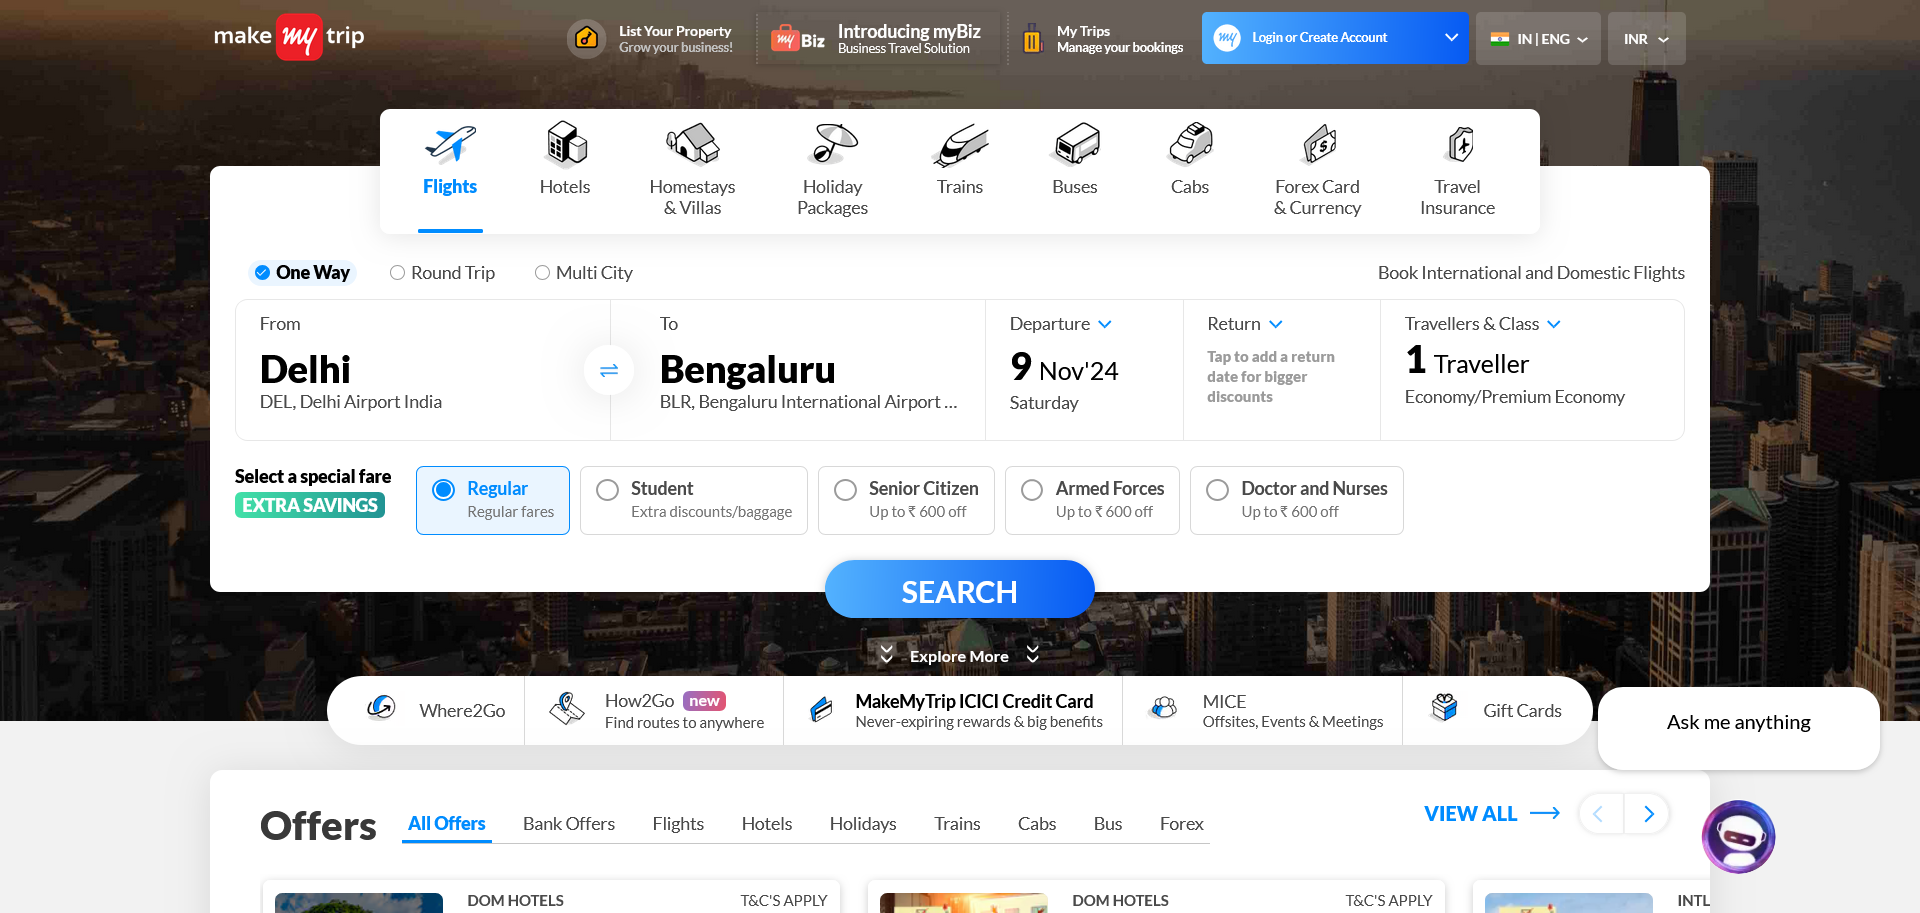 make my trip
List Your Property
Grow your business!
my Biz
Introducing myBiz
Business Travel Solution
My Trips
Manage your bookings
my
Login or Create Account
IN | ENG
INR
Flights
Hotels
Homestays
& Villas
Holiday
Packages
Trains
Buses
Cabs
Forex Card
& Currency
Travel
Insurance
One Way
Round Trip
Multi City
Book International and Domestic Flights
From
Delhi
DEL, Delhi Airport India
To
Bengaluru
BLR, Bengaluru International Airport ...
Departure
9 Nov'24
Saturday
Return
Tap to add a return
date for bigger
discounts
Travellers & Class
1 Traveller
Economy/Premium Economy
Select a special fare
EXTRA SAVINGS
Regular
Regular fares
Student
Extra discounts/baggage
Senior Citizen
Up to ₹ 600 off
Armed Forces
Up to ₹ 600 off
Doctor and Nurses
Up to ₹ 600 off
SEARCH
Explore More
Where2Go
How2Go new
Find routes to anywhere
MakeMyTrip ICICI Credit Card
Never-expiring rewards & big benefits
MICE
Offsites, Events & Meetings
Gift Cards
Ask me anything
Offers
All Offers
Bank Offers
Flights
Hotels
Holidays
Trains
Cabs
Bus
Forex
VIEW ALL
DOM HOTELS
T&C'S APPLY
DOM HOTELS
T&C'S APPLY
INTL